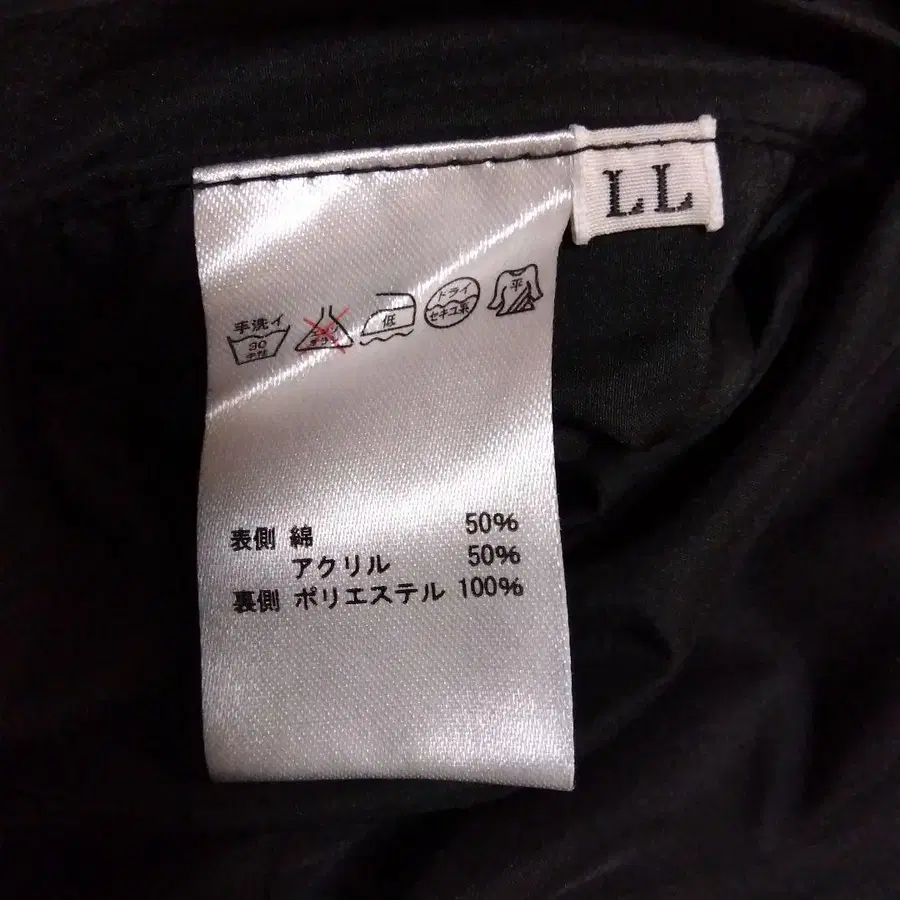 LL
手洗イ
30
中性
低
ドライ
セキユ系
平
表側 綿 50%
アクリル 50%
裏側 ポリエステル 100%